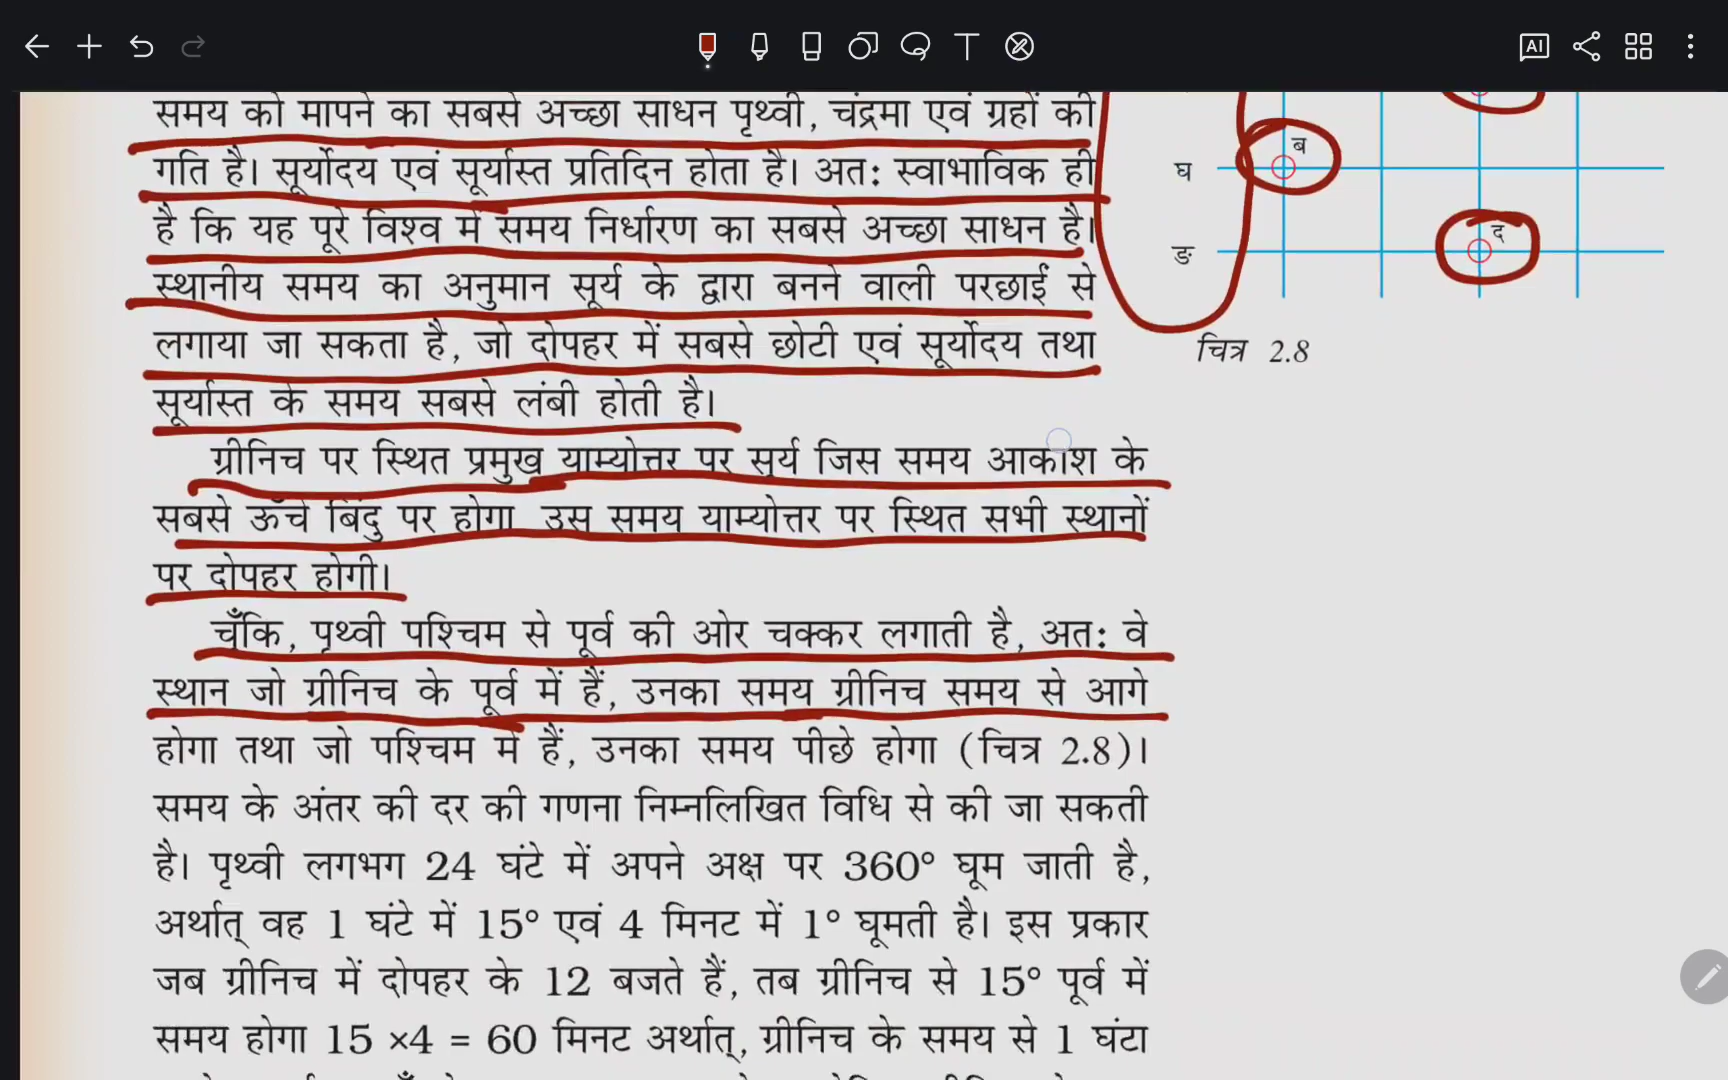 AI
T
समय को मापने का सबसे अच्छा साधन पृथ्वी, चंद्रमा एवं ग्रहों की
गति है। सूर्योदय एवं सूर्यास्त प्रतिदिन होता है। अतः स्वाभाविक ही
है कि यह पूरे विश्व में समय निर्धारण का सबसे अच्छा साधन है।
स्थानीय समय का अनुमान सूर्य के द्वारा बनने वाली परछाईं से
लगाया जा सकता है, जो दोपहर में सबसे छोटी एवं सूर्योदय तथा
सूर्यास्त के समय सबसे लंबी होती है।
ग्रीनिच पर स्थित प्रमुख याम्योत्तर पर सूर्य जिस समय आकाश के
सबसे ऊँचे बिंदु पर होगा उस समय याम्योत्तर पर स्थित सभी स्थानों
पर दोपहर होगी।
चूँकि, पृथ्वी पश्चिम से पूर्व की ओर चक्कर लगाती है, अतः वे
स्थान जो ग्रीनिच के पूर्व में हैं, उनका समय ग्रीनिच समय से आगे
होगा तथा जो पश्चिम में हैं, उनका समय पीछे होगा (चित्र 2.8)।
समय के अंतर की दर की गणना निम्नलिखित विधि से की जा सकती
है। पृथ्वी लगभग 24 घंटे में अपने अक्ष पर 360° घूम जाती है,
अर्थात् वह 1 घंटे में 15° एवं 4 मिनट में 1° घूमती है। इस प्रकार
जब ग्रीनिच में दोपहर के 12 बजते हैं, तब ग्रीनिच से 15° पूर्व में
समय होगा 15 ×4 = 60 मिनट अर्थात्, ग्रीनिच के समय से 1 घंटा
ब
घ
द
ङ
चित्र 2.8